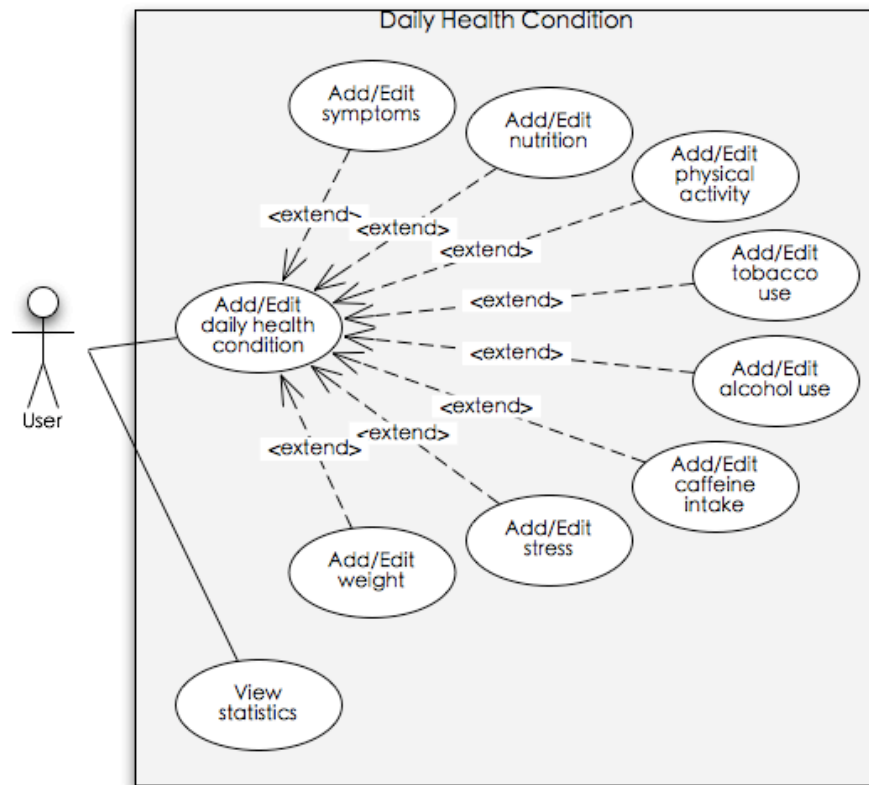 Daily Health Condition
Add/Edit
symptoms
Add/Edit
nutrition
Add/Edit
physical
activity
<extend>
<extend>
<extend>
Add/Edit
tobacco
use
<extend>
Add/Edit
daily health
condition
User
<extend>
Add/Edit
alcohol use
<extend>
<extend>
<extend>
Add/Edit
caffeine
intake
Add/Edit
stress
Add/Edit
weight
View
statistics